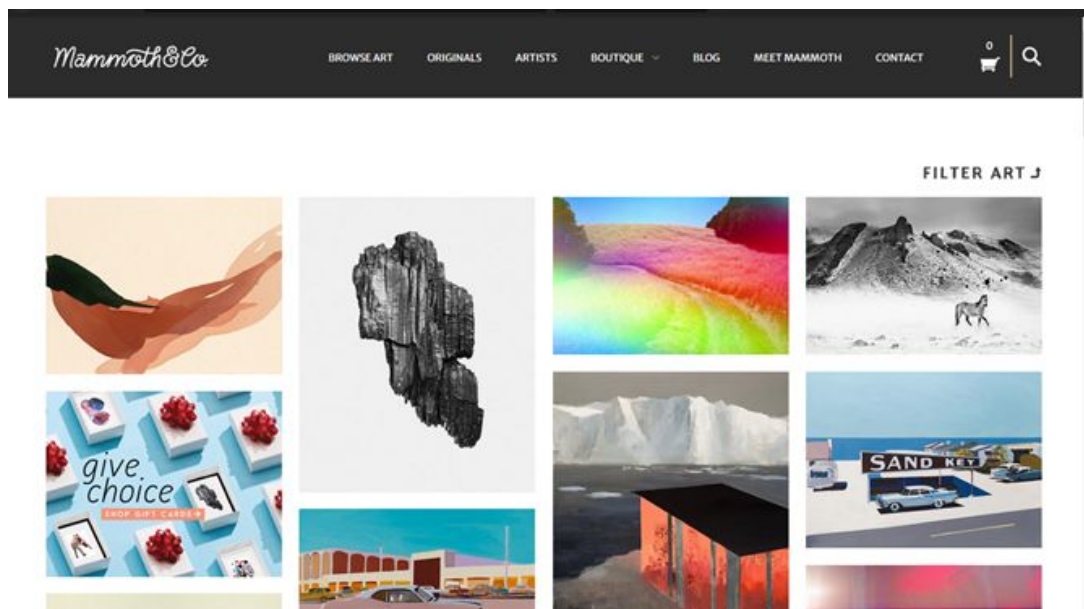 Mammoth&Co.
BROWSE ART ORIGINALS ARTISTS BOUTIQUE BLOG MEET MAMMOTH CONTACT 0
FILTER ART
give choice
SHOP GIFT CARDS
SAND KEY